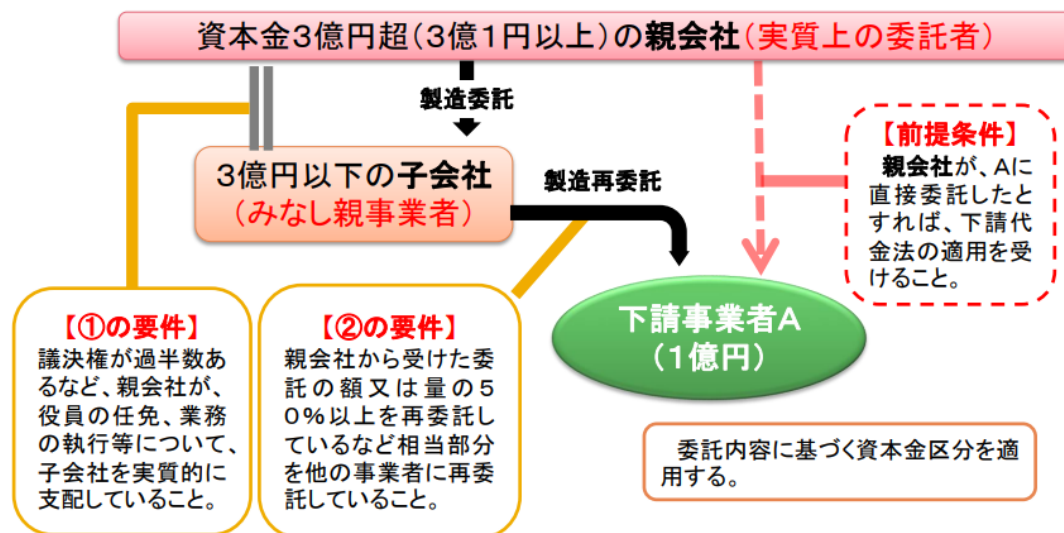 資本金3億円超(3億1円以上)の親会社(実質上の委託者)
製造委託
3億円以下の子会社
(みなし親事業者)
製造再委託
【前提条件】
親会社が、Aに
直接委託したと
すれば、下請代
金法の適用を受
けること。
下請事業者A
(1億円)
【①の要件】
議決権が過半数あ
るなど、親会社が、
役員の任免、業務
の執行等について、
子会社を実質的に
支配していること。
【②の要件】
親会社から受けた委
託の額又は量の5
0%以上を再委託し
ているなど相当部分
を他の事業者に再委
託していること。
委託内容に基づく資本金区分を適
用する。